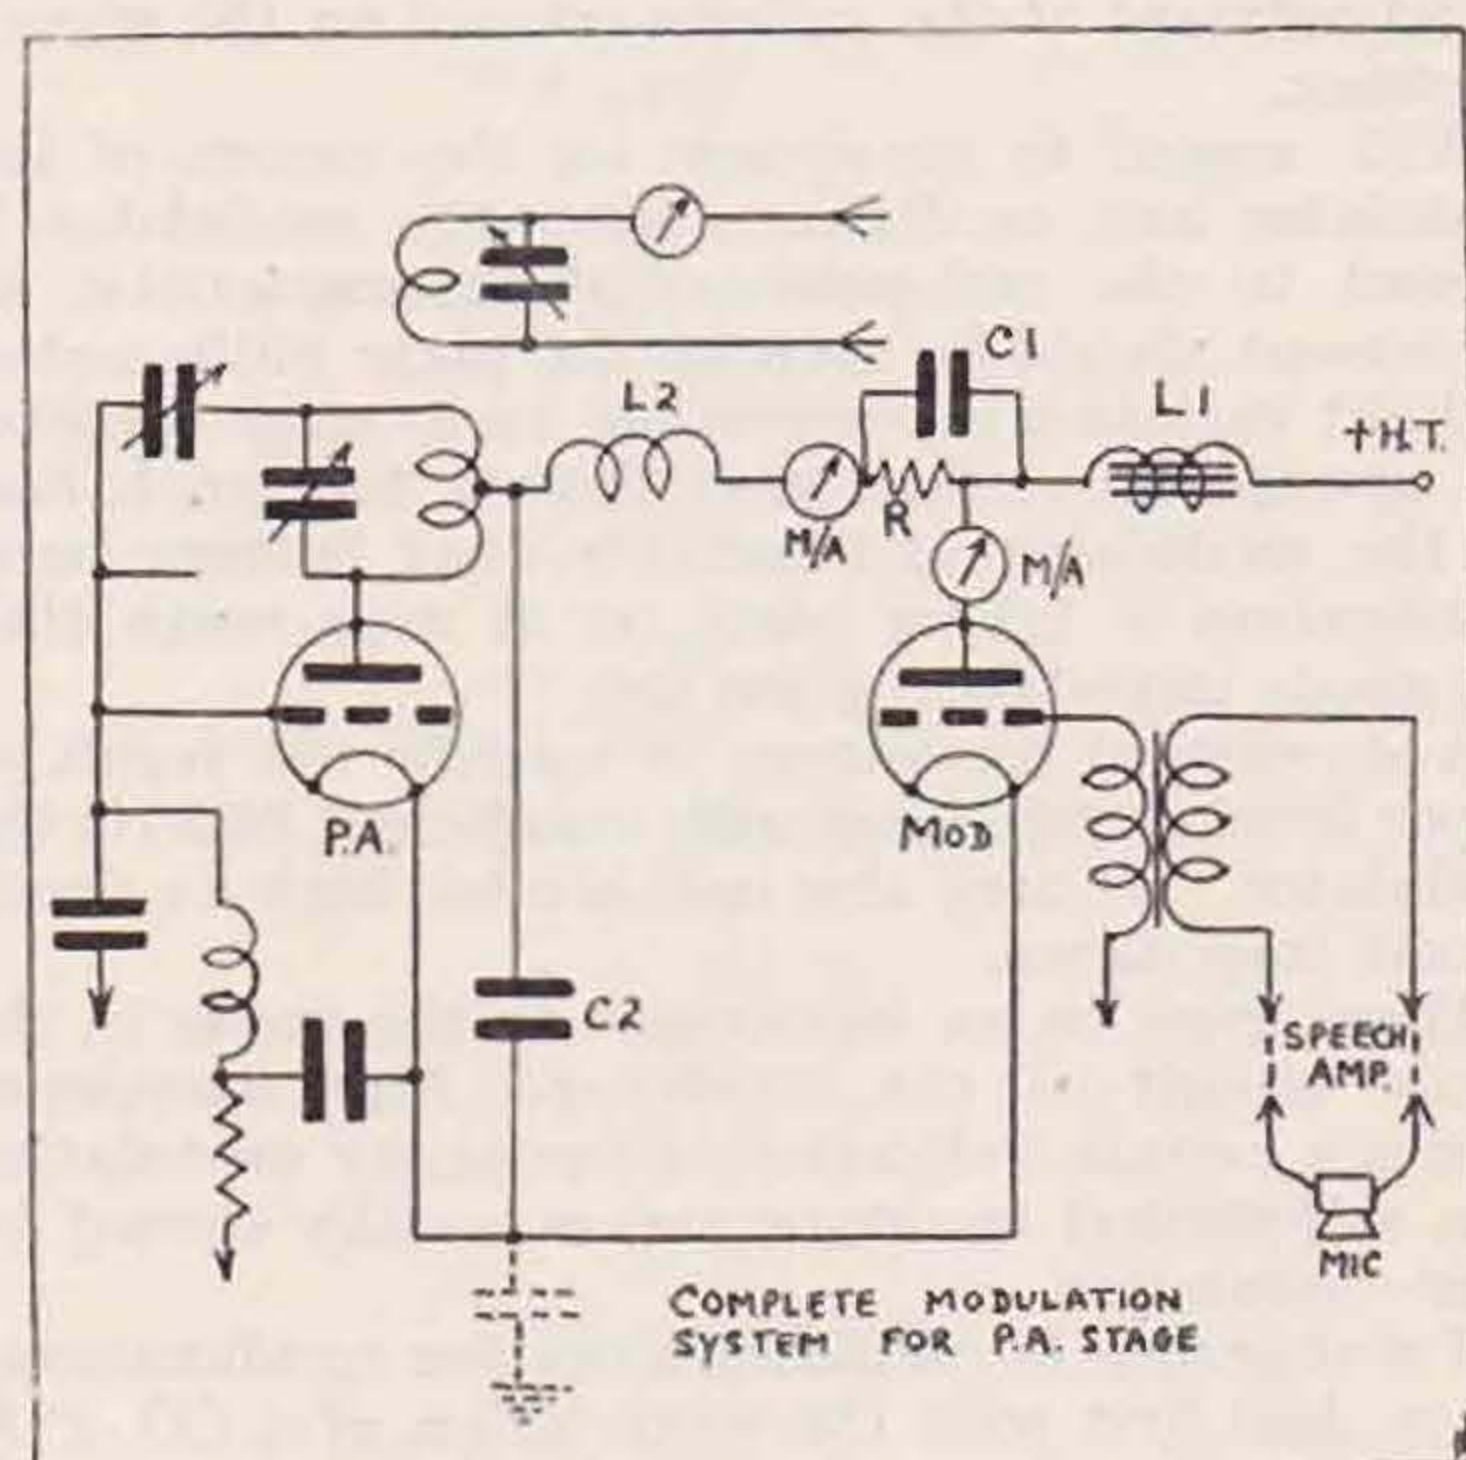 C1
L2
L1
+H.T.
M/A
R
M/A
P.A.
MOD
C2
SPEECH
AMP.
MIC
COMPLETE MODULATION
SYSTEM FOR P.A. STAGE